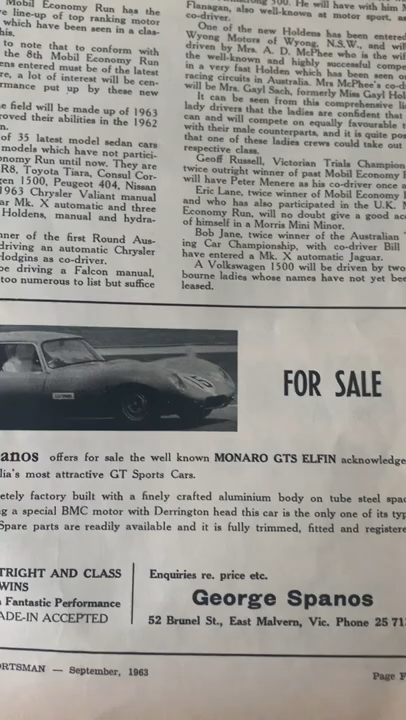 Mobil Economy Run has the
line-up of top ranking motor
which have been seen in a clas-
his.
to note that to conform with
the 8th Mobil Economy Run
ens entered must be of the latest
re, a lot of interest will be cen-
rmance put up by these new
e field will be made up of 1963
roved their abilities in the 1962
n.
of 35 latest model sedan cars
models which have not partici-
onomy Run until now. They are
R8, Toyota Tiara, Consul Cor-
gen 1500, Peugeot 404, Nissan
1963 Chrysler Valiant manual
ar Mk. X automatic and three
Holdens, manual and hydra-
nner of the first Round Aus-
driving an automatic Chrysler
Hodgins as co-driver.
be driving a Falcon manual,
too numerous to list but suffice
500. He will have with him
Flanagan, also well-known at motor sport, as
co-driver.
One of the new Holdens has been entered
Wyong Motors of Wyong, N.S.W., and will
driven by Mrs. A. D. McPhee who is the wif
the well-known and highly successful compe
in a very fast Holden which has been seen on
racing circuits in Australia. Mrs McPhee's co-d
will be Mrs. Gayl Sach, formerly Miss Gayl Hol
It can be seen from this comprehensive li
lady drivers that the ladies are confident that
can and will compete on equally favourable t
with their male counterparts, and it is quite pos
that one of these ladies crews could take out
respective class.
Geoff Russell, Victorian Trials Champion
twice outright winner of past Mobil Economy
will have Peter Menere as his co-driver once a
Eric Lane, twice winner of Mobil Economy
and who has also participated in the U.K. M
Economy Run, will no doubt give a good acc
of himself in a Morris Mini Minor.
Bob Jane, twice winner of the Australian
ing Car Championship, with co-driver Bill
have entered a Mk. X automatic Jaguar.
A Volkswagen 1500 will be driven by two
bourne ladies whose names have not yet bee
leased.
15
FOR SALE
anos offers for sale the well known MONARO GTS ELFIN acknowledge
lia's most attractive GT Sports Cars.
etely factory built with a finely crafted aluminium body on tube steel spac
g a special BMC motor with Derrington head this car is the only one of its typ
Spare parts are readily available and it is fully trimmed, fitted and registere
TRIGHT AND CLASS
WINS
Fantastic Performance
ADE-IN ACCEPTED
Enquiries re. price etc.
George Spanos
52 Brunel St., East Malvern, Vic. Phone 25 71
ORTSMAN — September, 1963
Page F